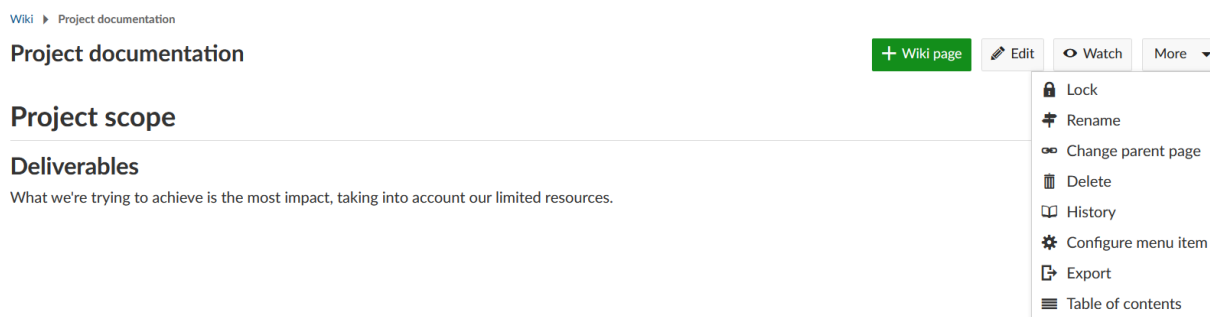 Wiki Project documentation
Project documentation
+ Wiki page Edit Watch More
Lock
Rename
Change parent page
Delete
History
Configure menu item
Export
Table of contents
Project scope
Deliverables
What we're trying to achieve is the most impact, taking into account our limited resources.